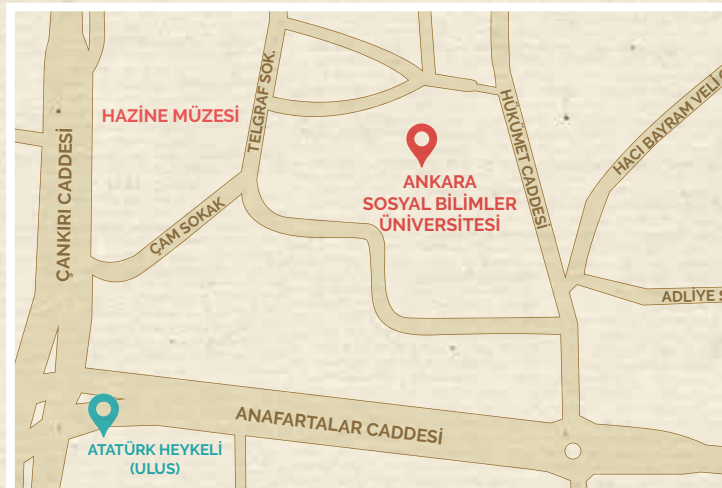 HAZİNE MÜZESİ
TELGRAF SOK.
ÇANKIRI CADDESİ
ÇAM SOKAK
ANKARA
SOSYAL BİLİMLER
ÜNİVERSİTESİ
HÜKÜMET CADDESİ
HACI BAYRAM VELİ
ADLİYE S
ANAFARTALAR CADDESİ
ATATÜRK HEYKELİ
(ULUS)